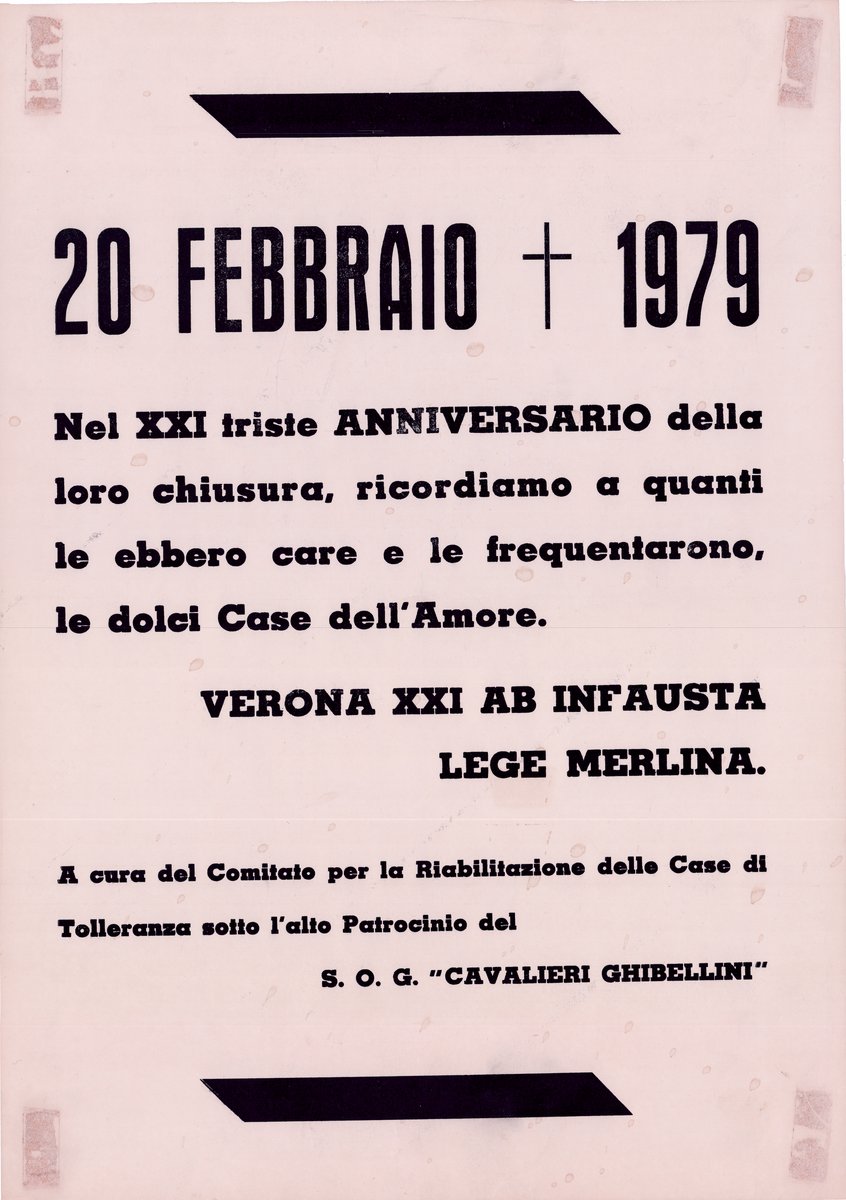 20 FEBBRAIO † 1979
Nel XXI triste ANNIVERSARIO della
loro chiusura, ricordiamo a quanti
le ebbero care e le frequentarono,
le dolci Case dell'Amore.
VERONA XXI AB INFAUSTA
LEGE MERLINA.
A cura del Comitato per la Riabilitazione delle Case di
Tolleranza sotto l'alto Patrocinio del
S. O. G. "CAVALIERI GHIBELLINI"